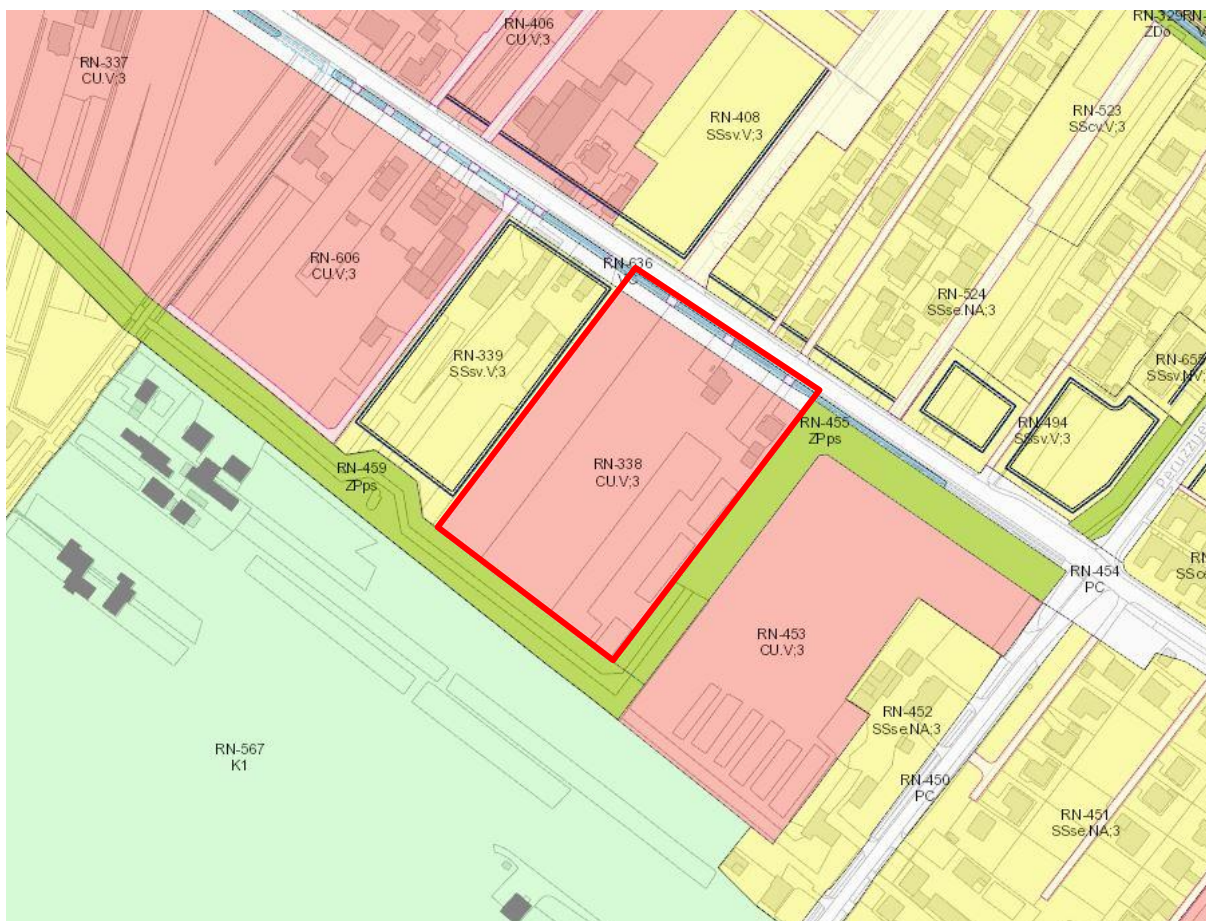 RN-406
CU.V;3
RN-337
CU.V;3
RN-408
SSsv.V;3
RN-523
SScv.V;3
ZDo
RN-606
CU.V;3
RN-636
RN-524
SSse.NA;3
RN-339
SSsv.V;3
RN-455
ZPps
RN-494
SSsv.V;3
RN-459
ZPps
RN-338
CU.V;3
RN-454
PC
RN-453
CU.V;3
RN-452
SSse.NA;3
RN-567
K1
RN-450
PC
RN-451
SSse.NA;3